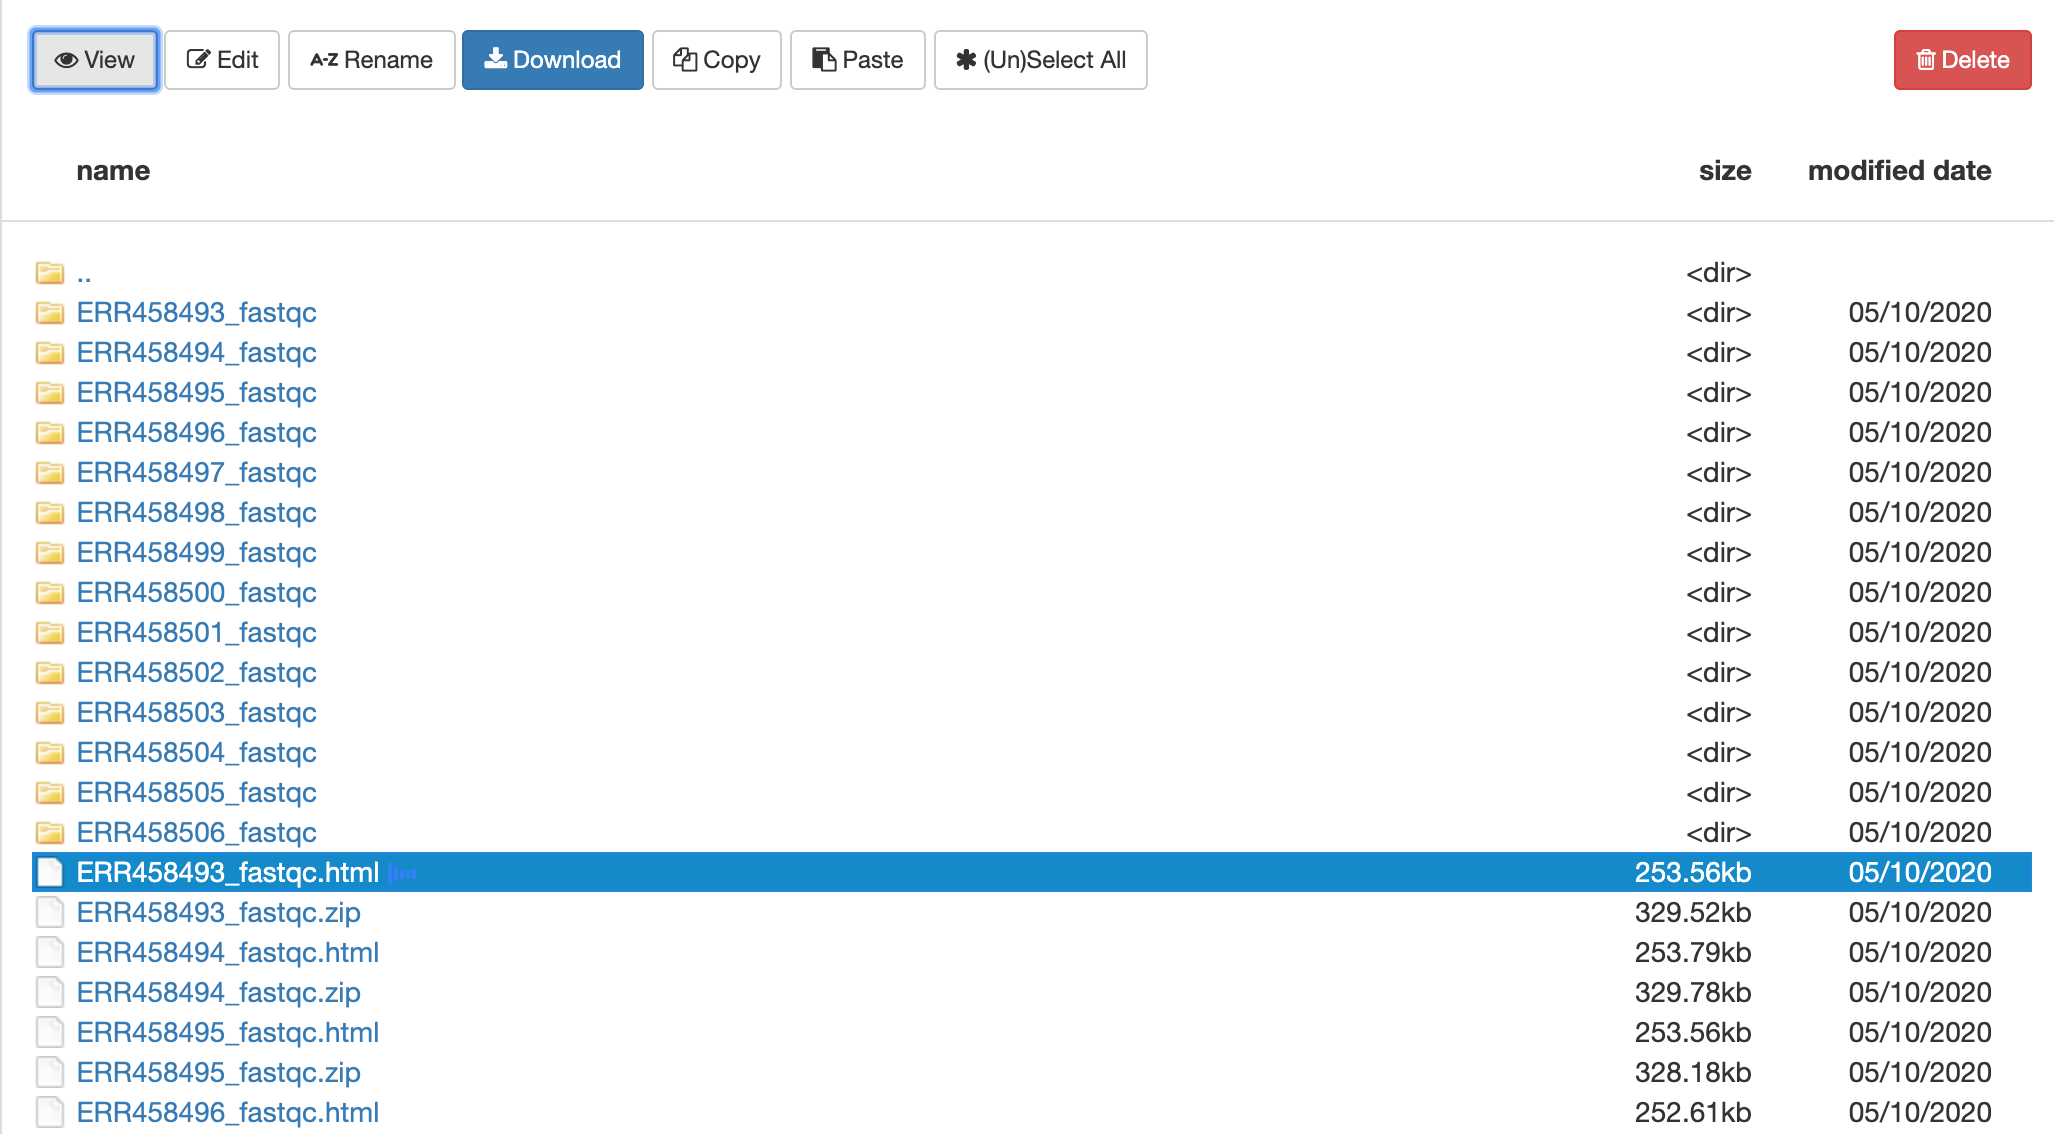 View Edit A-Z Rename Download Copy Paste (Un)Select All Delete
name size modified date
.. <dir>
ERR458493_fastqc <dir> 05/10/2020
ERR458494_fastqc <dir> 05/10/2020
ERR458495_fastqc <dir> 05/10/2020
ERR458496_fastqc <dir> 05/10/2020
ERR458497_fastqc <dir> 05/10/2020
ERR458498_fastqc <dir> 05/10/2020
ERR458499_fastqc <dir> 05/10/2020
ERR458500_fastqc <dir> 05/10/2020
ERR458501_fastqc <dir> 05/10/2020
ERR458502_fastqc <dir> 05/10/2020
ERR458503_fastqc <dir> 05/10/2020
ERR458504_fastqc <dir> 05/10/2020
ERR458505_fastqc <dir> 05/10/2020
ERR458506_fastqc <dir> 05/10/2020
ERR458493_fastqc.html 253.56kb 05/10/2020
ERR458493_fastqc.zip 329.52kb 05/10/2020
ERR458494_fastqc.html 253.79kb 05/10/2020
ERR458494_fastqc.zip 329.78kb 05/10/2020
ERR458495_fastqc.html 253.56kb 05/10/2020
ERR458495_fastqc.zip 328.18kb 05/10/2020
ERR458496_fastqc.html 252.61kb 05/10/2020